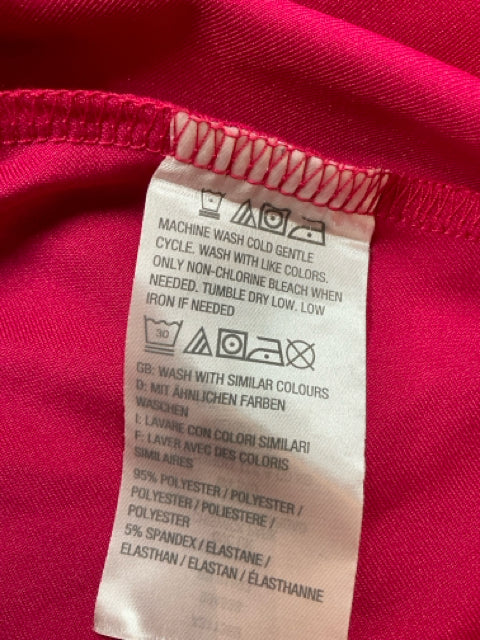 MACHINE WASH COLD GENTLE
CYCLE. WASH WITH LIKE COLORS.
ONLY NON-CHLORINE BLEACH WHEN
NEEDED. TUMBLE DRY LOW. LOW
IRON IF NEEDED
30
GB: WASH WITH SIMILAR COLOURS
D: MIT ÄHNLICHEN FARBEN
WASCHEN
I: LAVARE CON COLORI SIMILARI
F: LAVER AVEC DES COLORIS
SIMILAIRES
95% POLYESTER / POLYESTER /
POLYESTER / POLIESTERE /
POLYESTER
5% SPANDEX / ELASTANE /
ELASTHAN / ELASTAN / ÉLASTHANNE